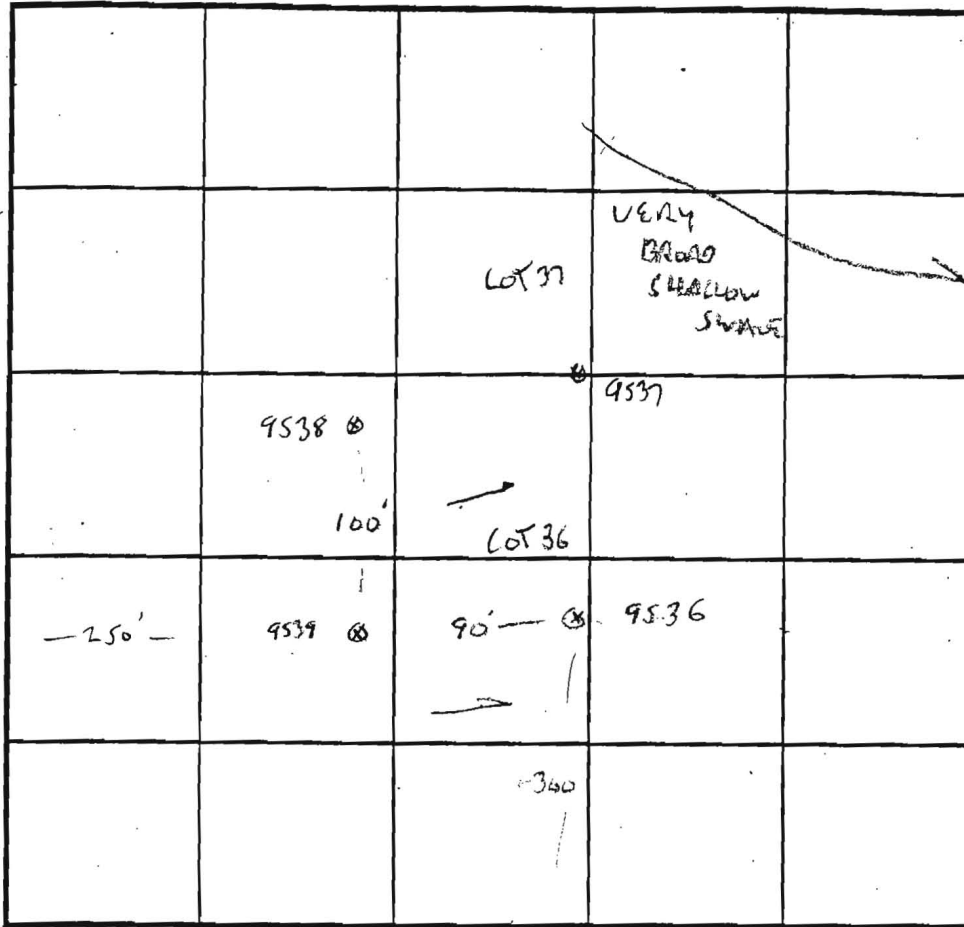 VERY
BROAD
SHALLOW
SWALE
LOT 37
9537
9538
100'
LOT 36
-250'-
9539
90'-
9536
-300